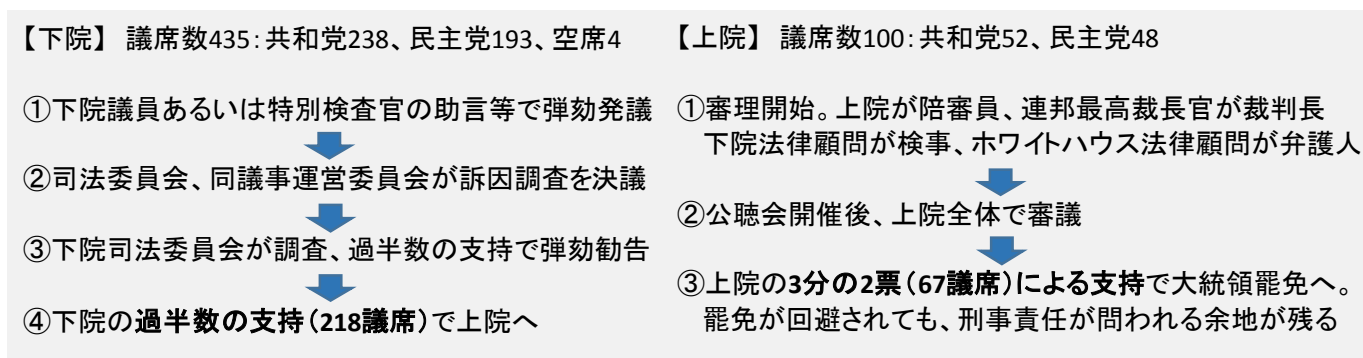 【下院】 議席数435：共和党238、民主党193、空席4
①下院議員あるいは特別検査官の助言等で弾劾発議
②司法委員会、同議事運営委員会が訴因調査を決議
③下院司法委員会が調査、過半数の支持で弾劾勧告
④下院の過半数の支持（218議席）で上院へ
【上院】 議席数100：共和党52、民主党48
①審理開始。上院が陪審員、連邦最高裁長官が裁判長
下院法律顧問が検事、ホワイトハウス法律顧問が弁護人
②公聴会開催後、上院全体で審議
③上院の3分の2票（67議席）による支持で大統領罷免へ。
罷免が回避されても、刑事責任が問われる余地が残る